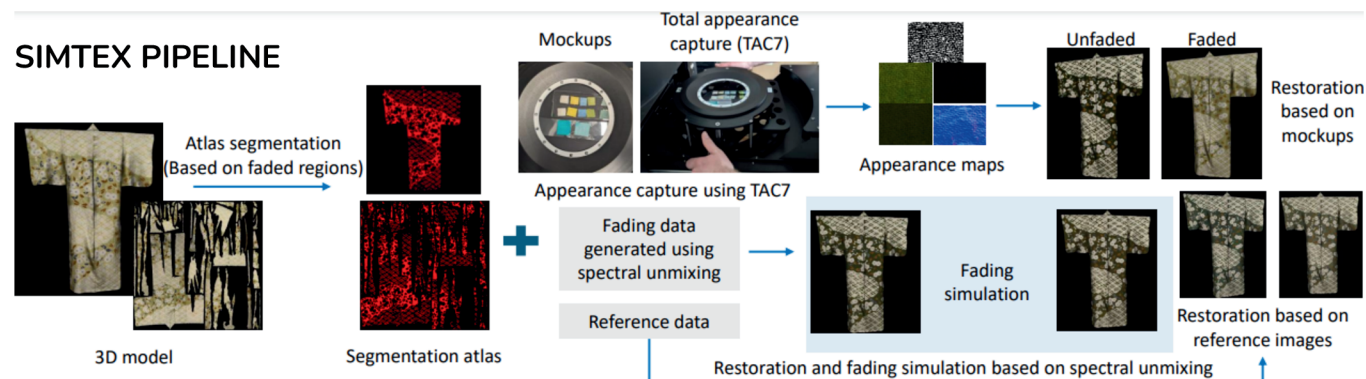 SIMTEX PIPELINE
Mockups
Total appearance
capture (TAC7)
Unfaded
Faded
Restoration
based on
mockups
Atlas segmentation
(Based on faded regions)
Appearance maps
Appearance capture using TAC7
Fading data
generated using
spectral unmixing
Fading
simulation
Reference data
Restoration based on
reference images
3D model
Segmentation atlas
Restoration and fading simulation based on spectral unmixing